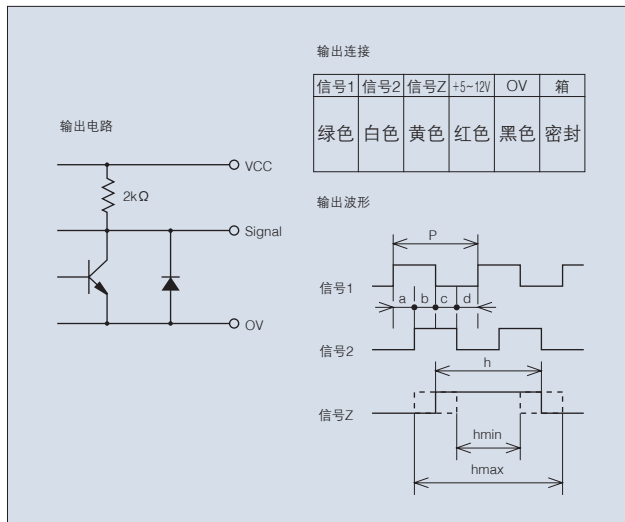 输出连接
信号1 信号2 信号Z +5~12V OV 箱
绿色 白色 黄色 红色 黑色 密封
输出电路
VCC
2kΩ
Signal
OV
输出波形
P
信号1
a b c d
信号2
h
信号Z
hmin
hmax